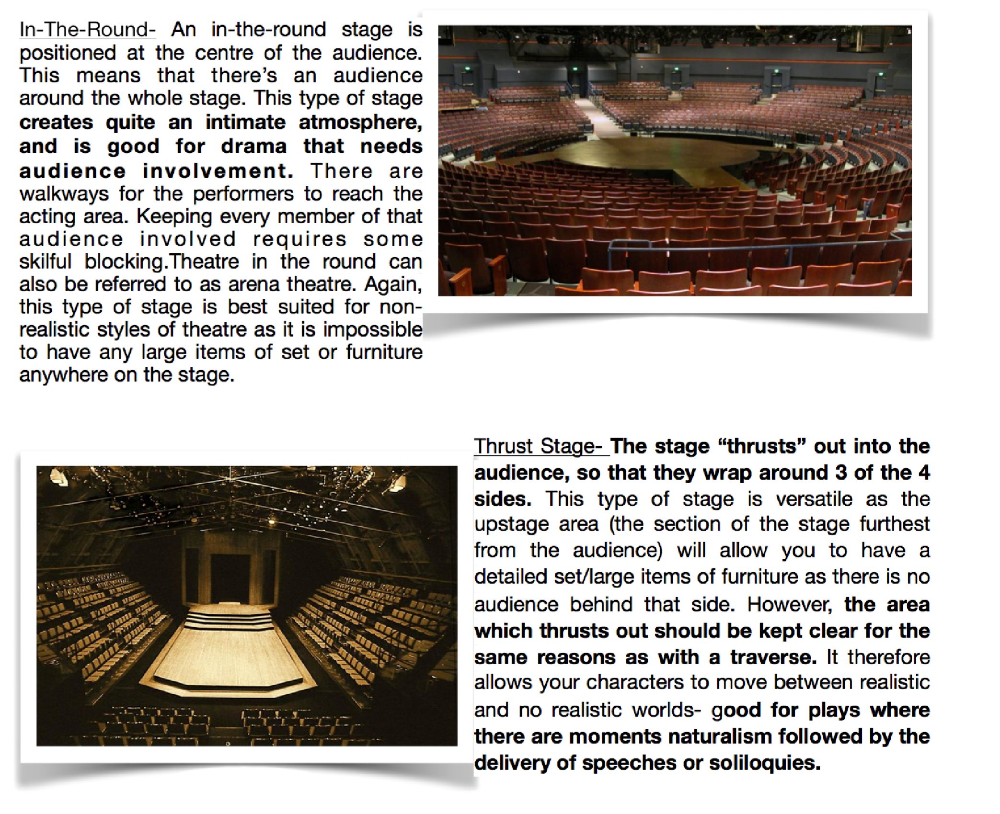 In-The-Round- An in-the-round stage is
positioned at the centre of the audience.
This means that there's an audience
around the whole stage. This type of stage
creates quite an intimate atmosphere,
and is good for drama that needs
audience involvement. There are
walkways for the performers to reach the
acting area. Keeping every member of that
audience involved requires some
skilful blocking.Theatre in the round can
also be referred to as arena theatre. Again,
this type of stage is best suited for non-
realistic styles of theatre as it is impossible
to have any large items of set or furniture
anywhere on the stage.
Thrust Stage- The stage “thrusts” out into the
audience, so that they wrap around 3 of the 4
sides. This type of stage is versatile as the
upstage area (the section of the stage furthest
from the audience) will allow you to have a
detailed set/large items of furniture as there is no
audience behind that side. However, the area
which thrusts out should be kept clear for the
same reasons as with a traverse. It therefore
allows your characters to move between realistic
and no realistic worlds- good for plays where
there are moments naturalism followed by the
delivery of speeches or soliloquies.